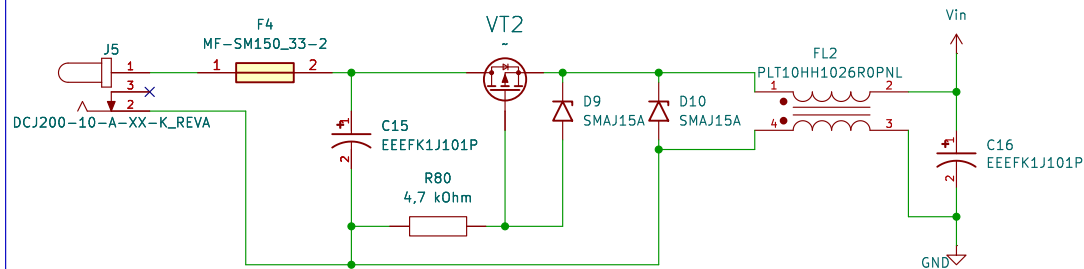 J5
1
3
2
DCJ200-10-A-XX-K_REVA
F4
MF-SM150_33-2
1
2
+
1
2
C15
EEEFK1J101P
R80
4,7 kOhm
VT2
~
D9
SMAJ15A
D10
SMAJ15A
FL2
PLT10HH1026R0PNL
1
2
4
3
Vin
+
1
2
C16
EEEFK1J101P
GND